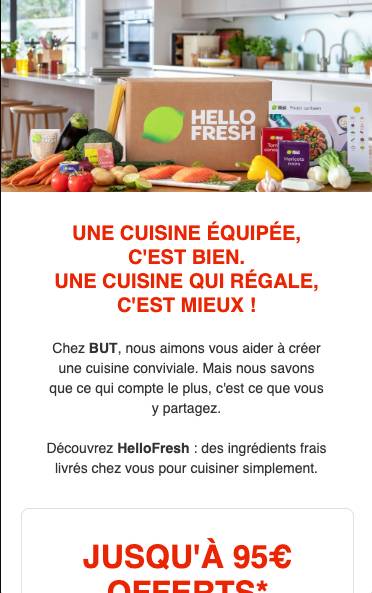 HELLO
FRESH
UNE CUISINE ÉQUIPÉE,
C'EST BIEN.
UNE CUISINE QUI RÉGALE,
C'EST MIEUX !
Chez BUT, nous aimons vous aider à créer
une cuisine conviviale. Mais nous savons
que ce qui compte le plus, c'est ce que vous
y partagez.
Découvrez HelloFresh : des ingrédients frais
livrés chez vous pour cuisiner simplement.
JUSQU'À 95€
OFFERTS*